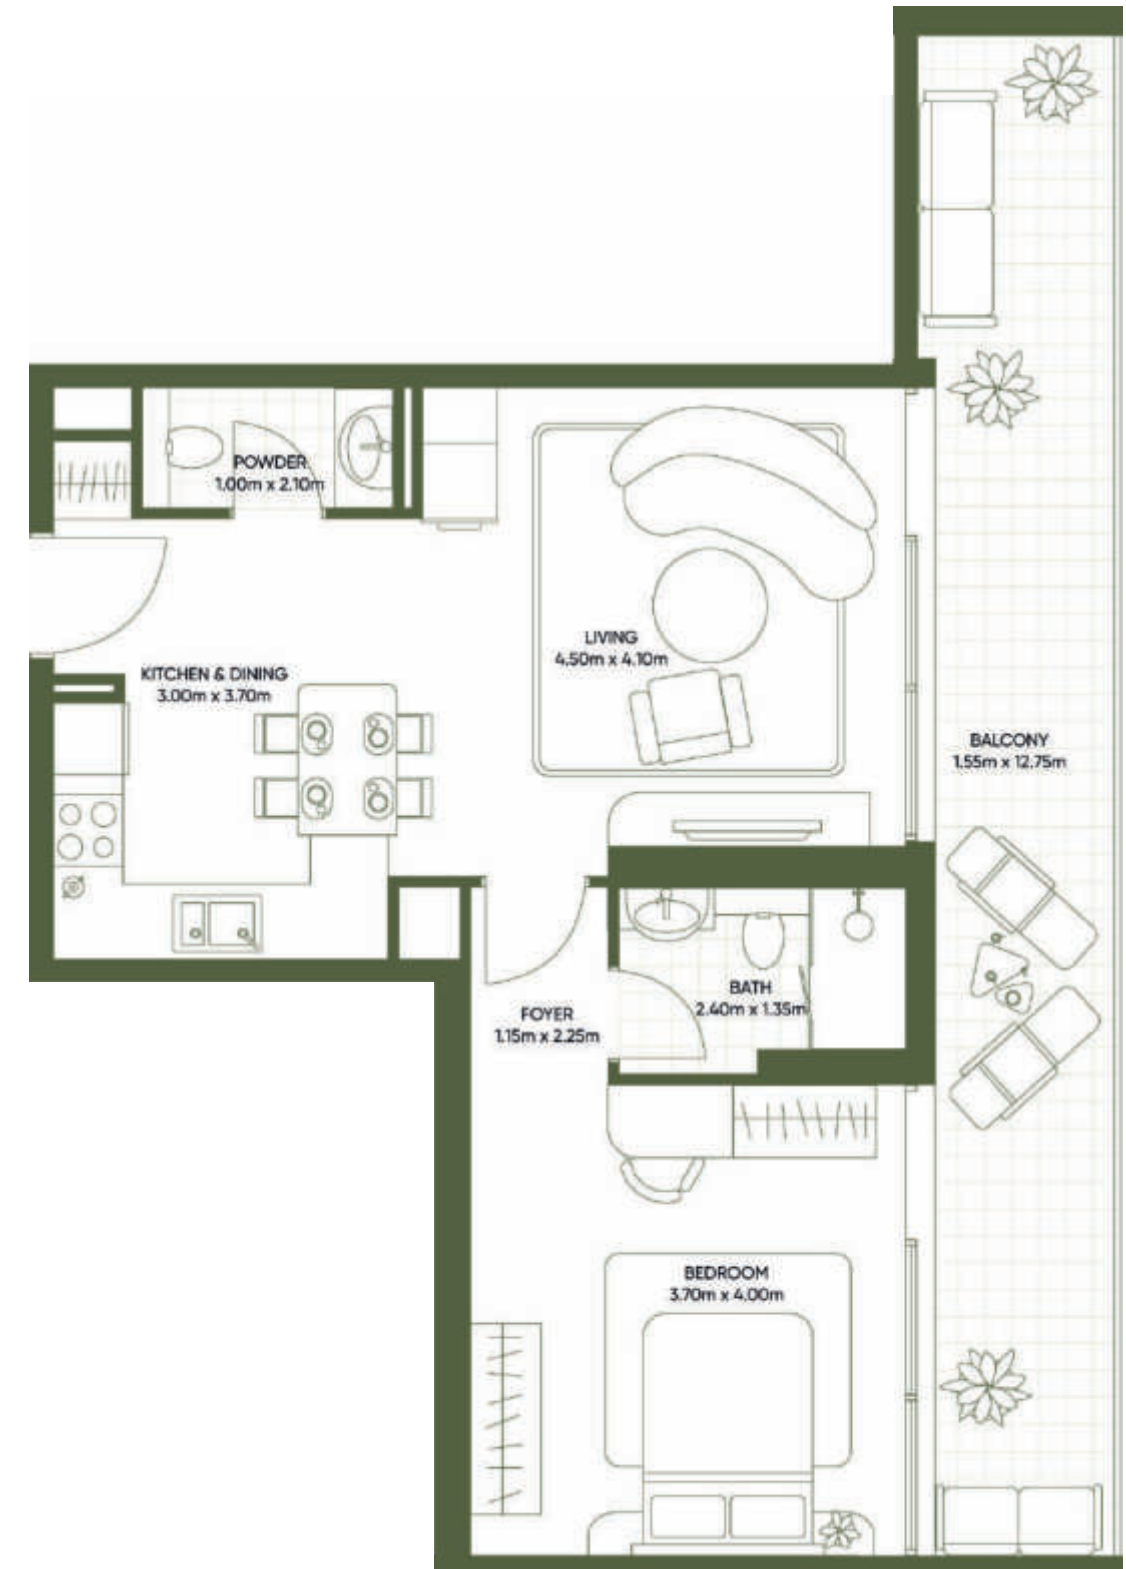 POWDER
1.00m x 2.10m
LIVING
4.50m x 4.10m
KITCHEN & DINING
3.00m x 3.70m
BALCONY
1.55m x 12.75m
BATH
2.40m x 1.35m
FOYER
1.15m x 2.25m
BEDROOM
3.70m x 4.00m